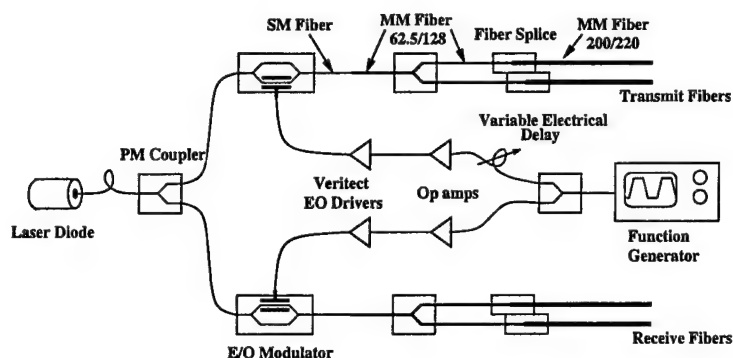 SM Fiber
MM Fiber
62.5/128
Fiber Splice
MM Fiber
200/220
Transmit Fibers
PM Coupler
Variable Electrical
Delay
Veritect
EO Drivers
Op amps
Laser Diode
Function
Generator
E/O Modulator
Receive Fibers